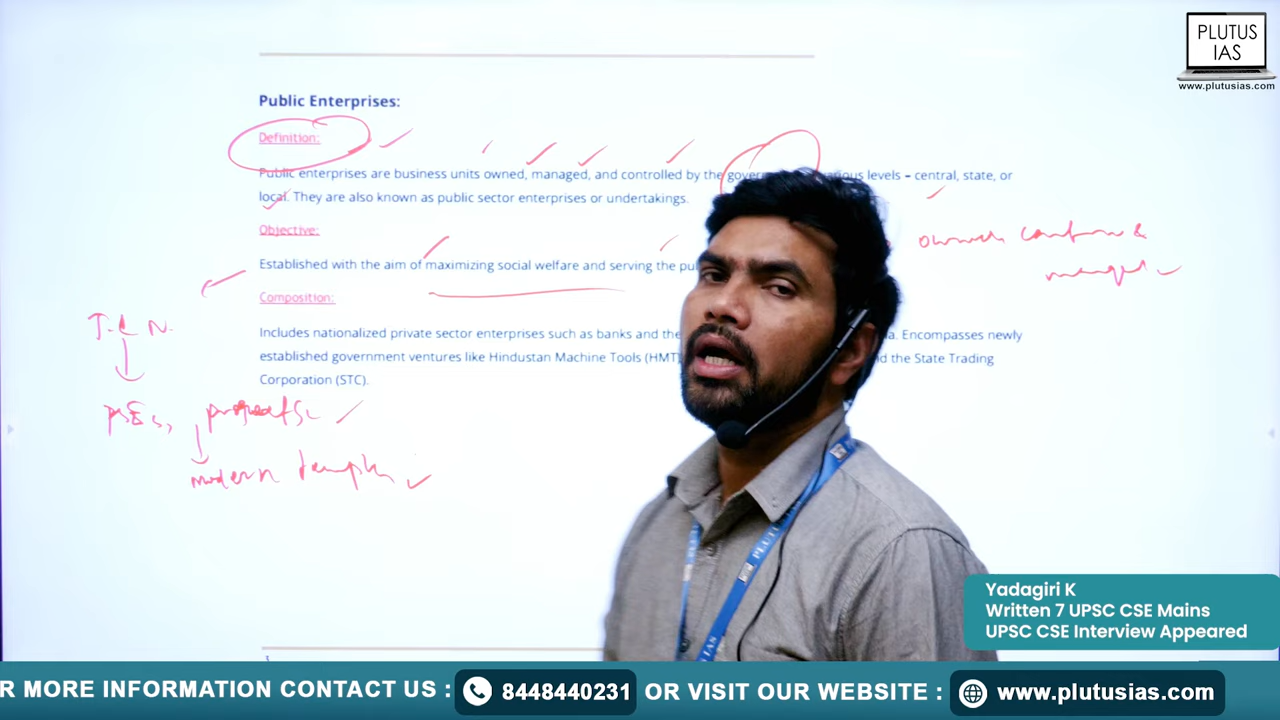 PLUTUS
IAS
www.plutusias.com
Public Enterprises:
Definition:
Public enterprises are business units owned, managed, and controlled by the levels – central, state, or
local. They are also known as public sector enterprises or undertakings.
Objective:
Established with the aim of maximizing social welfare and serving the
Composition:
Includes nationalized private sector enterprises such as banks and the Encompasses newly
established government ventures like Hindustan Machine Tools (HMT) the State Trading
Corporation (STC).
J.L N.
PSEs,
modern temples
Yadagiri K
Written 7 UPSC CSE Mains
UPSC CSE Interview Appeared
R MORE INFORMATION CONTACT US : 8448440231 OR VISIT OUR WEBSITE : www.plutusias.com